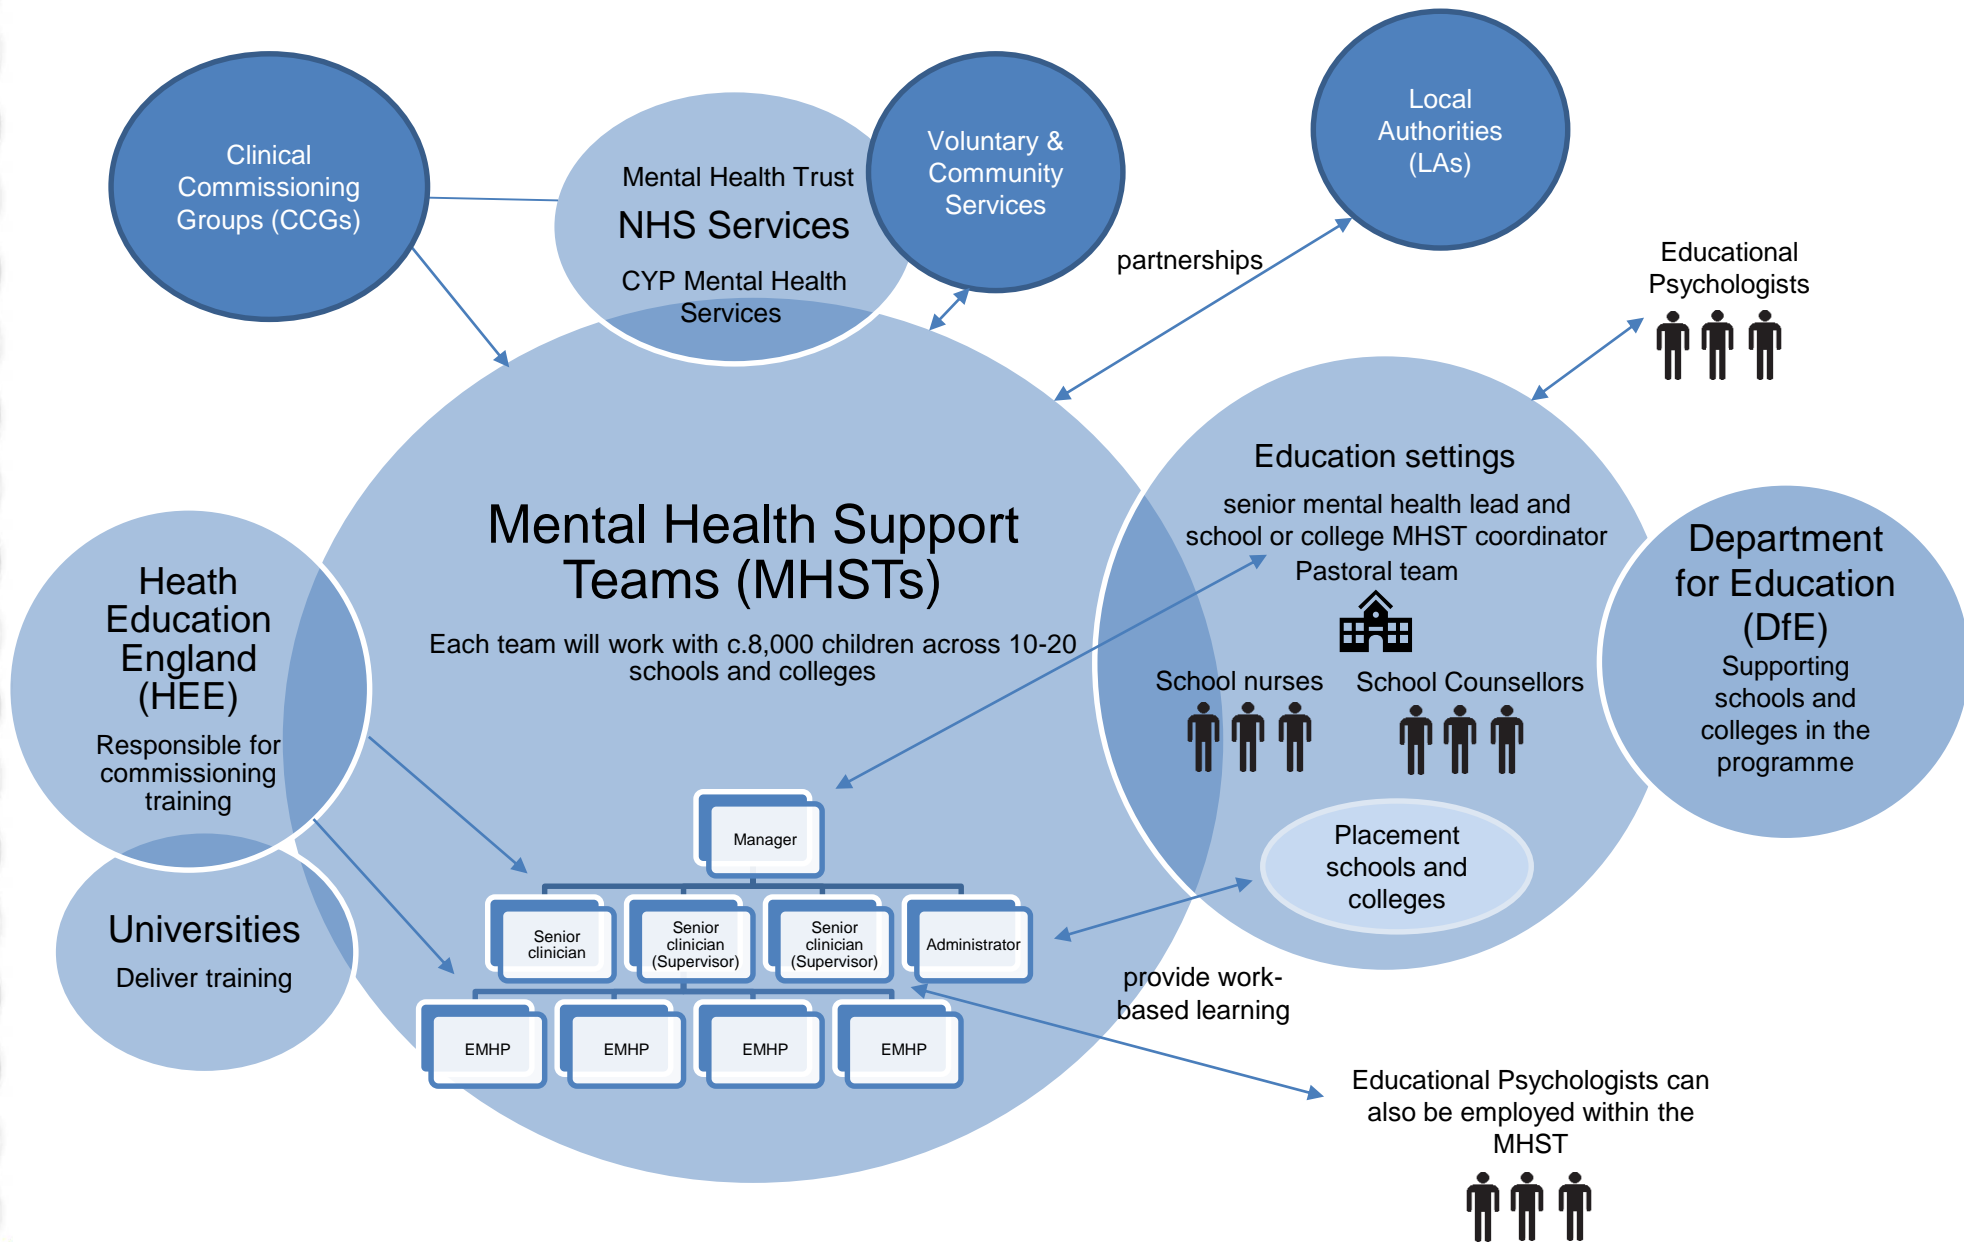 Clinical
Commissioning
Groups (CCGs)
Mental Health Trust
NHS Services
CYP Mental Health
Services
Voluntary &
Community
Services
Local
Authorities
(LAs)
partnerships
Educational
Psychologists
Mental Health Support
Teams (MHSTs)
Each team will work with c.8,000 children across 10-20
schools and colleges
Education settings
senior mental health lead and
school or college MHST coordinator
Pastoral team
School nurses
School Counsellors
Department
for Education
(DfE)
Supporting
schools and
colleges in the
programme
Heath
Education
England
(HEE)
Responsible for
commissioning
training
Universities
Deliver training
Manager
Senior
clinician
Senior
clinician
(Supervisor)
Senior
clinician
(Supervisor)
Administrator
EMHP
EMHP
EMHP
EMHP
Placement
schools and
colleges
provide work-
based learning
Educational Psychologists can
also be employed within the
MHST